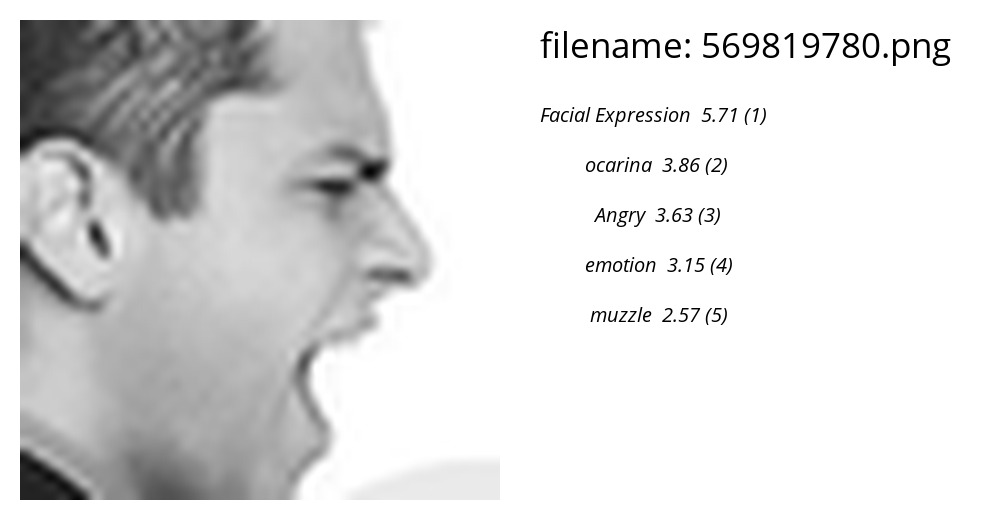 filename: 569819780.png
Facial Expression 5.71 (1)
ocarina 3.86 (2)
Angry 3.63 (3)
emotion 3.15 (4)
muzzle 2.57 (5)